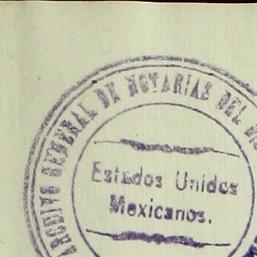 ARCHIVO GENERAL DE NOTARIAS DEL
Estados Unidos
Mexicanos.